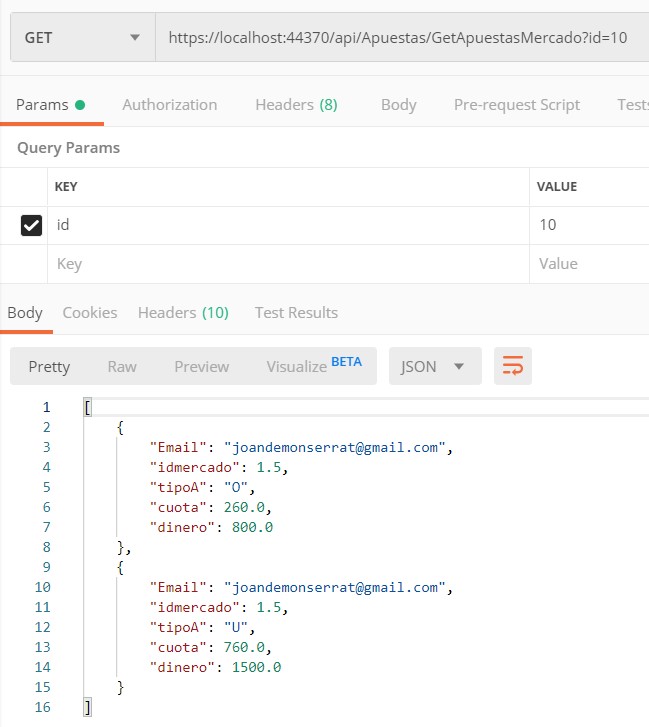 GET https://localhost:44370/api/Apuestas/GetApuestasMercado?id=10
Params Authorization Headers (8) Body Pre-request Script Tests
Query Params
KEY VALUE
id 10
Key Value
Body Cookies Headers (10) Test Results
Pretty Raw Preview Visualize BETA JSON
1 [
2 {
3 "Email": "joandemonserrat@gmail.com",
4 "idmercado": 1.5,
5 "tipoA": "O",
6 "cuota": 260.0,
7 "dinero": 800.0
8 },
9 {
10 "Email": "joandemonserrat@gmail.com",
11 "idmercado": 1.5,
12 "tipoA": "U",
13 "cuota": 760.0,
14 "dinero": 1500.0
15 }
16 ]